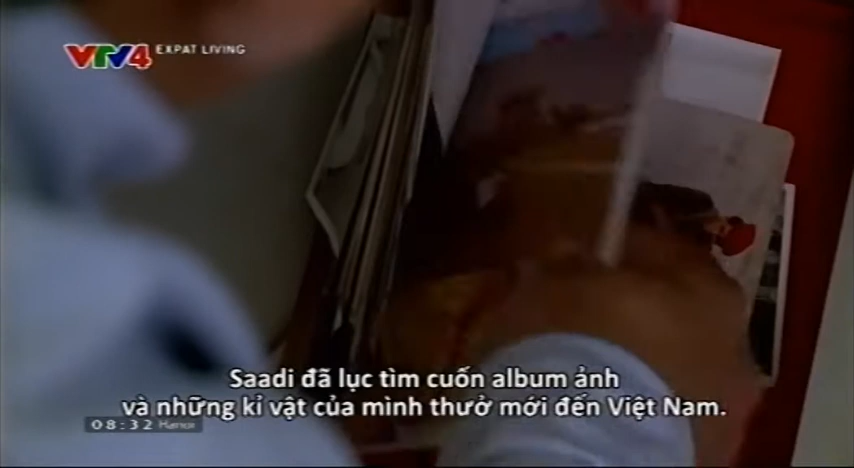 VTV4 EXPAT LIVING
Saadi đã lục tìm cuốn album ảnh
và những kỉ vật của mình thưở mới đến Việt Nam.
08:32 Hanoi